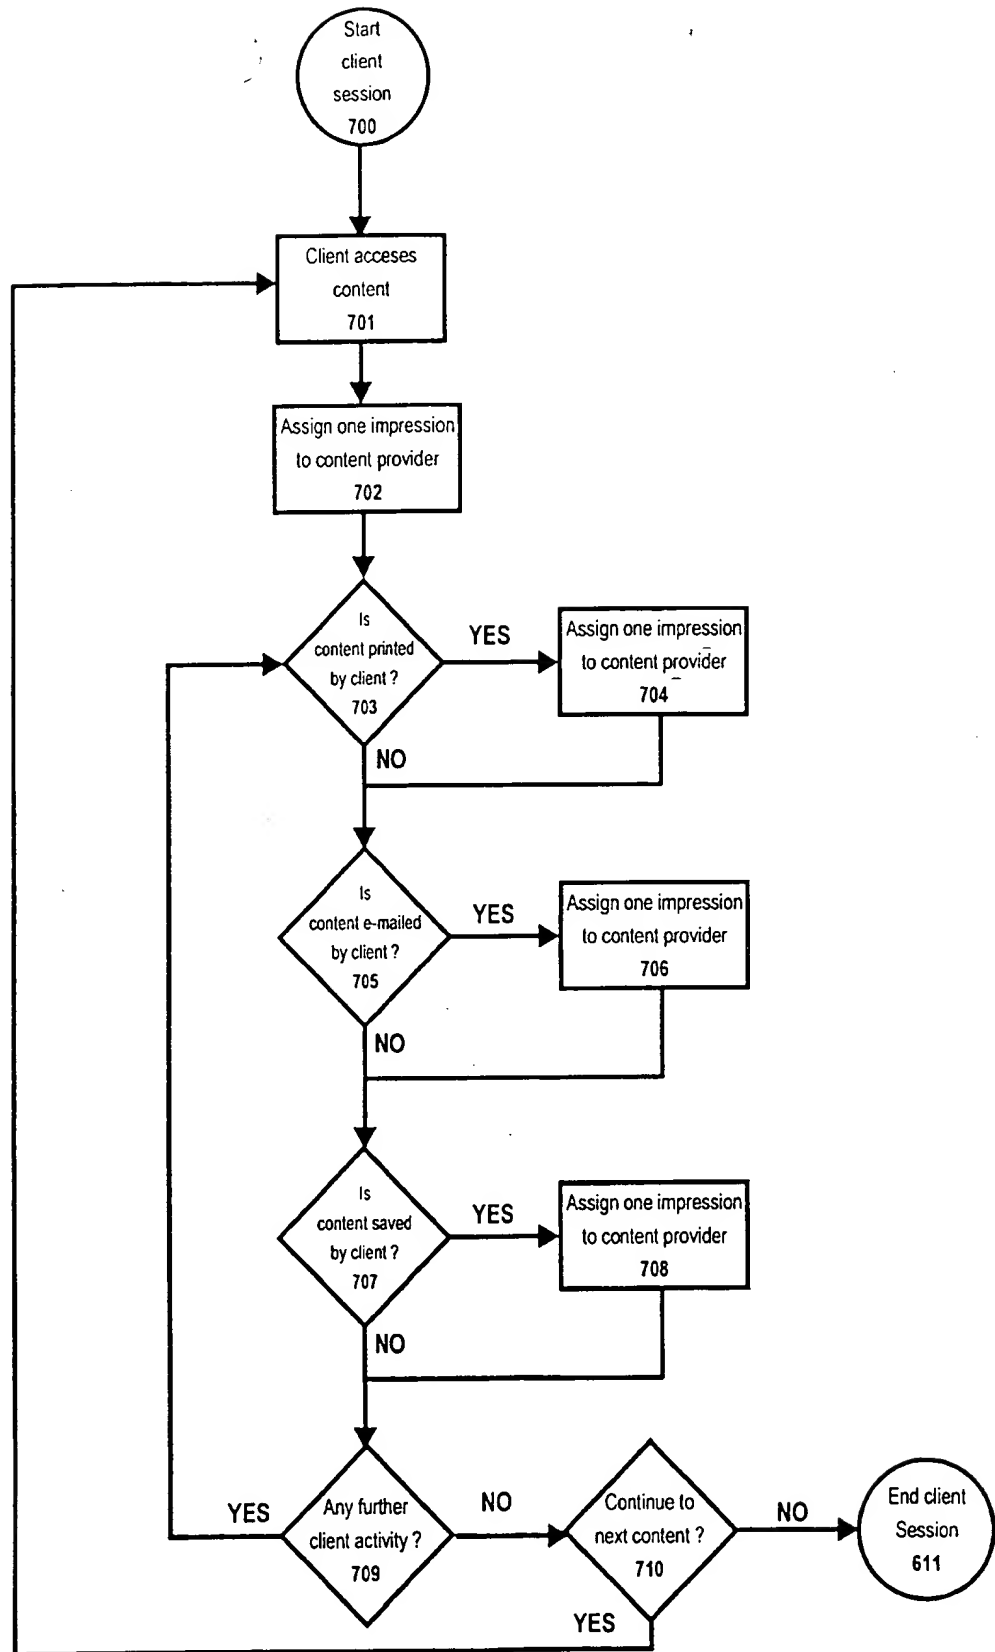 Start
client
session
700
Client acceses
content
701
Assign one impression
to content provider
702
Is
content printed
by client ?
703
YES
Assign one impression
to content provider
704
NO
Is
content e-mailed
by client ?
705
YES
Assign one impression
to content provider
706
NO
Is
content saved
by client ?
707
YES
Assign one impression
to content provider
708
NO
YES
Any further
client activity ?
709
NO
Continue to
next content ?
710
NO
End client
Session
611
YES